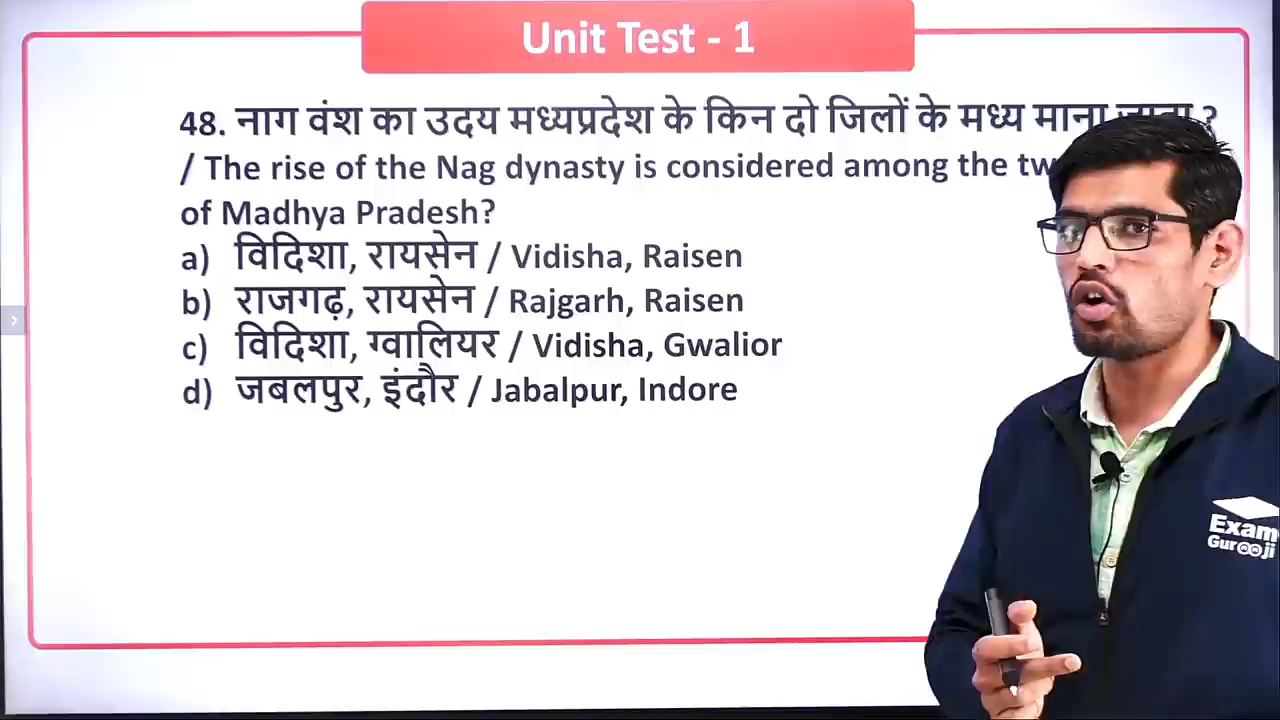 Unit Test - 1
48. नाग वंश का उदय मध्यप्रदेश के किन दो जिलों के मध्य माना जाता ?
/ The rise of the Nag dynasty is considered among the
of Madhya Pradesh?
a) विदिशा, रायसेन / Vidisha, Raisen
b) राजगढ़, रायसेन / Rajgarh, Raisen
c) विदिशा, ग्वालियर / Vidisha, Gwalior
d) जबलपुर, इंदौर / Jabalpur, Indore
Exam
Gurooji